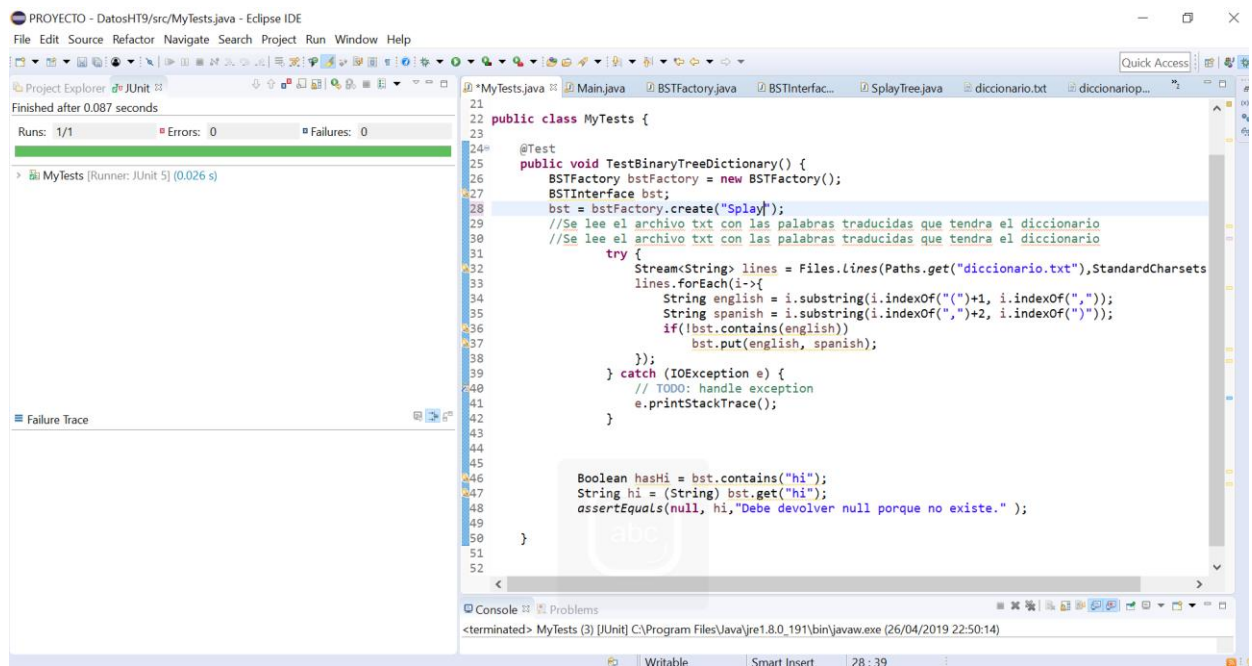 PROYECTO - DatosHT9/src/MyTests.java - Eclipse IDE
File Edit Source Refactor Navigate Search Project Run Window Help
Quick Access
Project Explorer JUnit
Finished after 0.087 seconds
Runs: 1/1 Errors: 0 Failures: 0
MyTests [Runner: JUnit 5] (0.026 s)
Failure Trace
*MyTests.java Main.java BSTFactory.java BSTInterfac... SplayTree.java diccionario.txt diccionariop... »2
21
22 public class MyTests {
23
24 @Test
25 public void TestBinaryTreeDictionary() {
26 BSTFactory bstFactory = new BSTFactory();
27 BSTInterface bst;
28 bst = bstFactory.create("Splay");
29 //Se lee el archivo txt con las palabras traducidas que tendra el diccionario
30 //Se lee el archivo txt con las palabras traducidas que tendra el diccionario
31 try {
32 Stream<String> lines = Files.lines(Paths.get("diccionario.txt"),StandardCharsets
33 lines.forEach(i->{
34 String english = i.substring(i.indexOf("(")+1, i.indexOf(","));
35 String spanish = i.substring(i.indexOf(",")+2, i.indexOf(")"));
36 if(!bst.contains(english))
37 bst.put(english, spanish);
38 });
39 } catch (IOException e) {
40 // TODO: handle exception
41 e.printStackTrace();
42 }
43
44
45
46 Boolean hasHi = bst.contains("hi");
47 String hi = (String) bst.get("hi");
48 assertEquals(null, hi,"Debe devolver null porque no existe." );
49
50 }
51
52
abc
Console Problems
<terminated> MyTests (3) [JUnit] C:\Program Files\Java\jre1.8.0_191\bin\javaw.exe (26/04/2019 22:50:14)
Writable Smart Insert 28 : 39